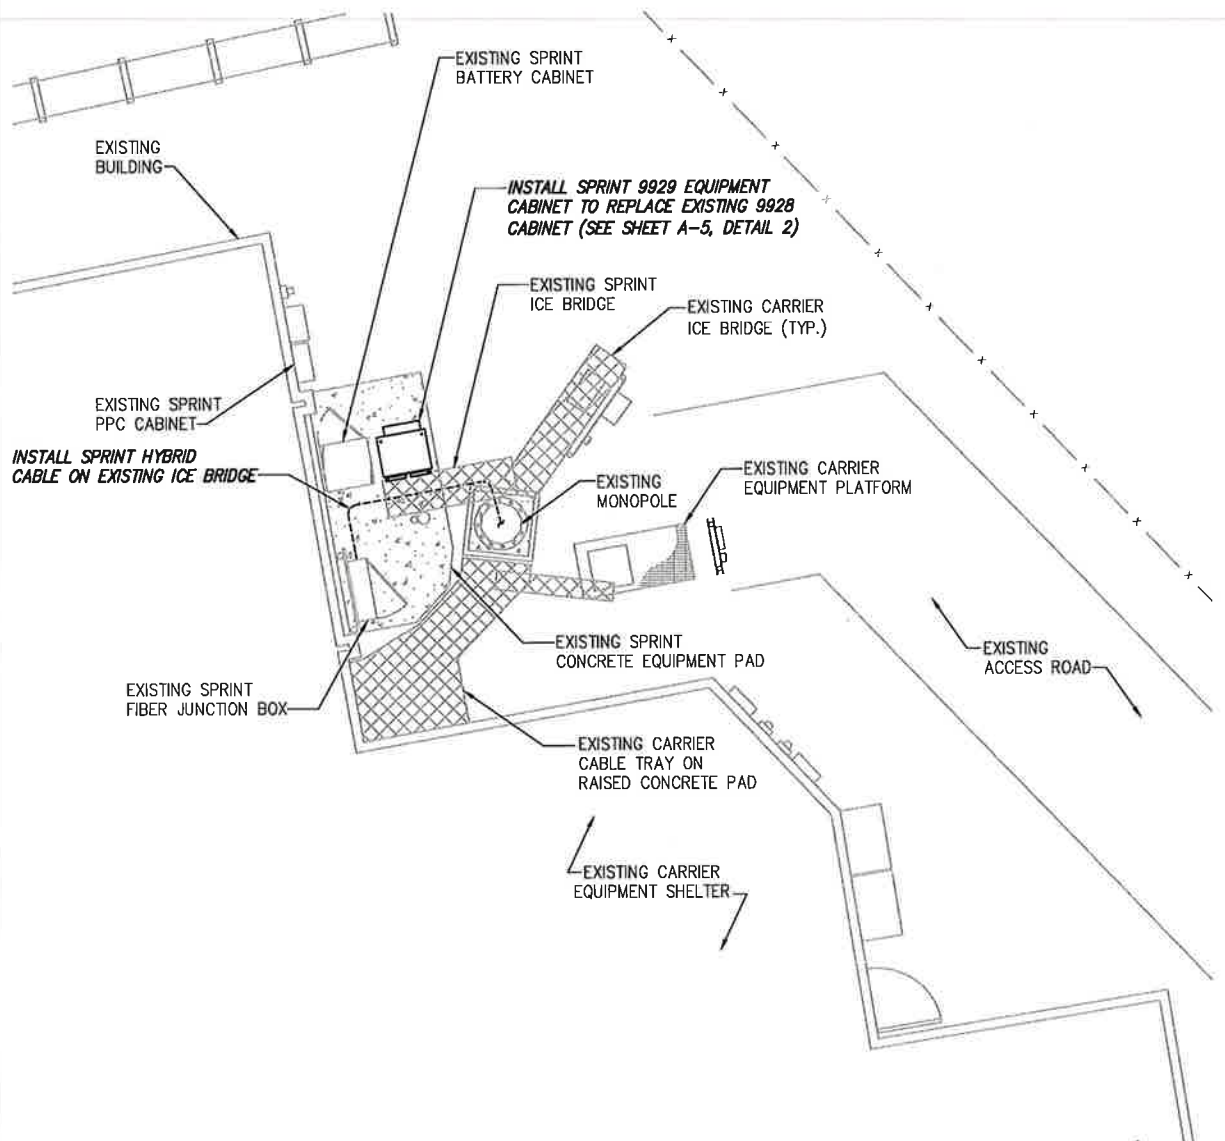 EXISTING SPRINT
BATTERY CABINET
EXISTING
BUILDING
INSTALL SPRINT 9929 EQUIPMENT
CABINET TO REPLACE EXISTING 9928
CABINET (SEE SHEET A-5, DETAIL 2)
EXISTING SPRINT
ICE BRIDGE
EXISTING CARRIER
ICE BRIDGE (TYP.)
EXISTING SPRINT
PPC CABINET
INSTALL SPRINT HYBRID
CABLE ON EXISTING ICE BRIDGE
EXISTING
MONOPOLE
EXISTING CARRIER
EQUIPMENT PLATFORM
EXISTING SPRINT
CONCRETE EQUIPMENT PAD
EXISTING
ACCESS ROAD
EXISTING SPRINT
FIBER JUNCTION BOX
EXISTING CARRIER
CABLE TRAY ON
RAISED CONCRETE PAD
EXISTING CARRIER
EQUIPMENT SHELTER